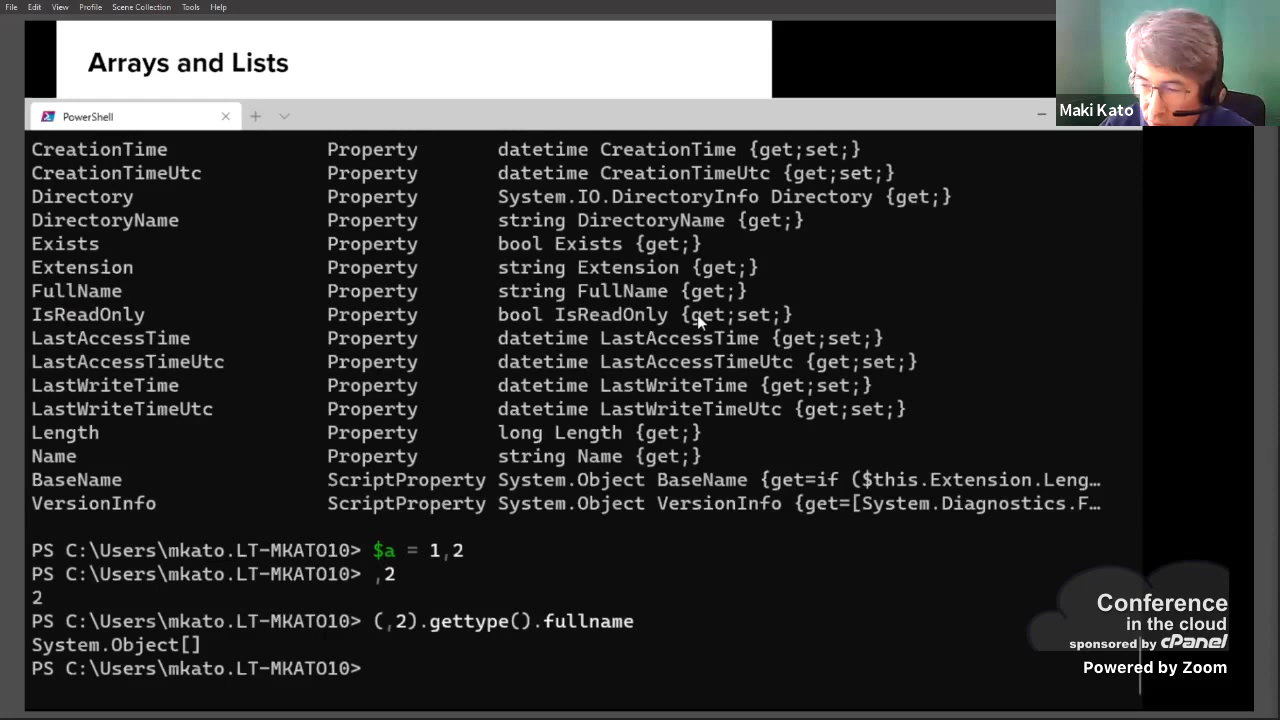 File Edit View Profile Scene Collection Tools Help
Arrays and Lists
Maki Kato
PowerShell
CreationTime Property datetime CreationTime {get;set;}
CreationTimeUtc Property datetime CreationTimeUtc {get;set;}
Directory Property System.IO.DirectoryInfo Directory {get;}
DirectoryName Property string DirectoryName {get;}
Exists Property bool Exists {get;}
Extension Property string Extension {get;}
FullName Property string FullName {get;}
IsReadOnly Property bool IsReadOnly {get;set;}
LastAccessTime Property datetime LastAccessTime {get;set;}
LastAccessTimeUtc Property datetime LastAccessTimeUtc {get;set;}
LastWriteTime Property datetime LastWriteTime {get;set;}
LastWriteTimeUtc Property datetime LastWriteTimeUtc {get;set;}
Length Property long Length {get;}
Name Property string Name {get;}
BaseName ScriptProperty System.Object BaseName {get=if ($this.Extension.Leng…
VersionInfo ScriptProperty System.Object VersionInfo {get=[System.Diagnostics.F…
PS C:\Users\mkato.LT-MKATO10> $a = 1,2
PS C:\Users\mkato.LT-MKATO10> ,2
2
PS C:\Users\mkato.LT-MKATO10> (,2).gettype().fullname
System.Object[]
PS C:\Users\mkato.LT-MKATO10>
Conference
in the cloud
sponsored by cPanel
Powered by Zoom